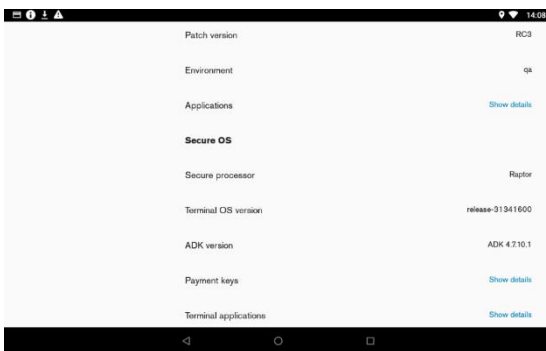 14:08
Patch version RC3
Environment qa
Applications Show details
Secure OS
Secure processor Raptor
Terminal OS version release-31341600
ADK version ADK 4.7.10.1
Payment keys Show details
Terminal applications Show details